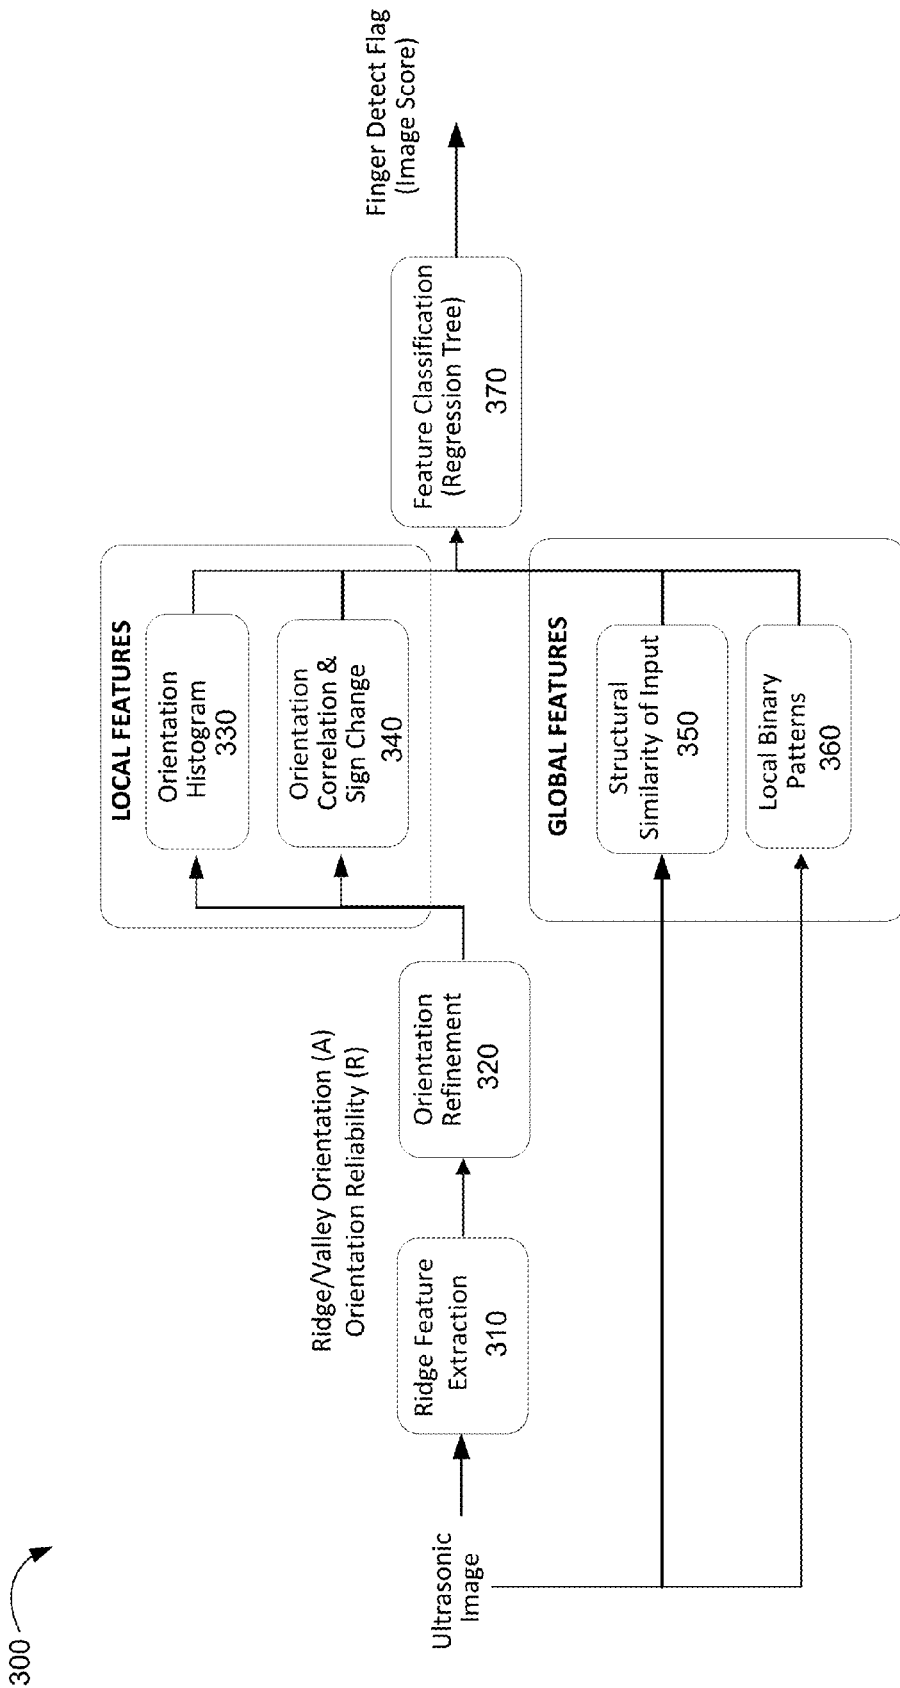 300
Ultrasonic
Image
Ridge Feature
Extraction
310
Ridge/Valley Orientation (A)
Orientation Reliability (R)
Orientation
Refinement
320
LOCAL FEATURES
Orientation
Histogram
330
Orientation
Correlation &
Sign Change
340
GLOBAL FEATURES
Structural
Similarity of Input
350
Local Binary
Patterns
360
Feature Classification
(Regression Tree)
370
Finger Detect Flag
(Image Score)